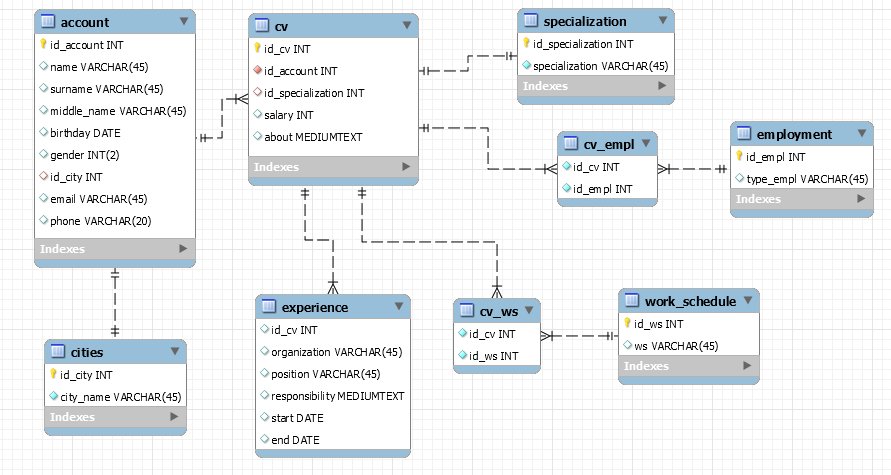 account
id_account INT
name VARCHAR(45)
surname VARCHAR(45)
middle_name VARCHAR(45)
birthday DATE
gender INT(2)
id_city INT
email VARCHAR(45)
phone VARCHAR(20)
Indexes
cv
id_cv INT
id_account INT
id_specialization INT
salary INT
about MEDIUMTEXT
Indexes
specialization
id_specialization INT
specialization VARCHAR(45)
Indexes
cv_empl
id_cv INT
id_empl INT
employment
id_empl INT
type_empl VARCHAR(45)
Indexes
cities
id_city INT
city_name VARCHAR(45)
Indexes
experience
id_cv INT
organization VARCHAR(45)
position VARCHAR(45)
responsibility MEDIUMTEXT
start DATE
end DATE
cv_ws
id_cv INT
id_ws INT
work_schedule
id_ws INT
ws VARCHAR(45)
Indexes